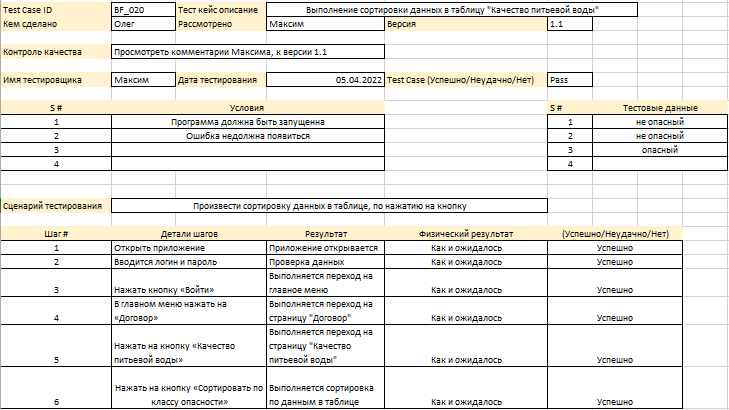 Test Case ID BF_020 Тест кейс описание Выполнение сортировки данных в таблицу "Качество питьевой воды"
Кем сделано Олег Рассмотрено Максим Версия 1.1
Контроль качества Просмотреть комментарии Максима, к версии 1.1
Имя тестировщика Максим Дата тестирования 05.04.2022 Test Case (Успешно/Неудачно/Нет) Pass
S # Условия S # Тестовые данные
1 Программа должна быть запущенна 1 не опасный
2 Ошибка недолжна появиться 2 не опасный
3 3 опасный
4 4
Сценарий тестирования Произвести сортировку данных в таблице, по нажатию на кнопку
Шаг # Детали шагов Результат Физический результат (Успешно/Неудачно/Нет)
1 Открыть приложение Приложение открывается Как и ожидалось Успешно
2 Вводится логин и пароль Проверка данных Как и ожидалось Успешно
Выполняется переход на
3 Нажать кнопку «Войти» главное меню Как и ожидалось Успешно
В главном меню нажать на Выполняется переход на
4 «Договор» страницу "Договор" Как и ожидалось Успешно
Выполняется переход на
Нажать на кнопку «Качество страницу "Качество
5 питьевой воды» питьевой воды" Как и ожидалось Успешно
Нажать на кнопку «Сортировать по Выполняется сортировка
6 классу опасности» по данным в таблице Как и ожидалось Успешно